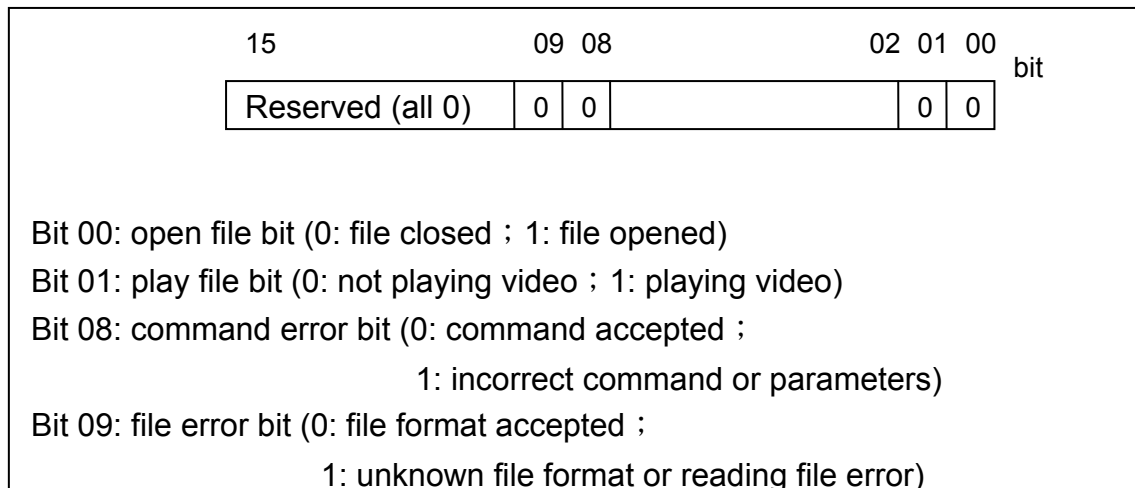 15 09 08 02 01 00
bit
Reserved (all 0) 0 0 0 0
Bit 00: open file bit (0: file closed；1: file opened)
Bit 01: play file bit (0: not playing video；1: playing video)
Bit 08: command error bit (0: command accepted；
1: incorrect command or parameters)
Bit 09: file error bit (0: file format accepted；
1: unknown file format or reading file error)